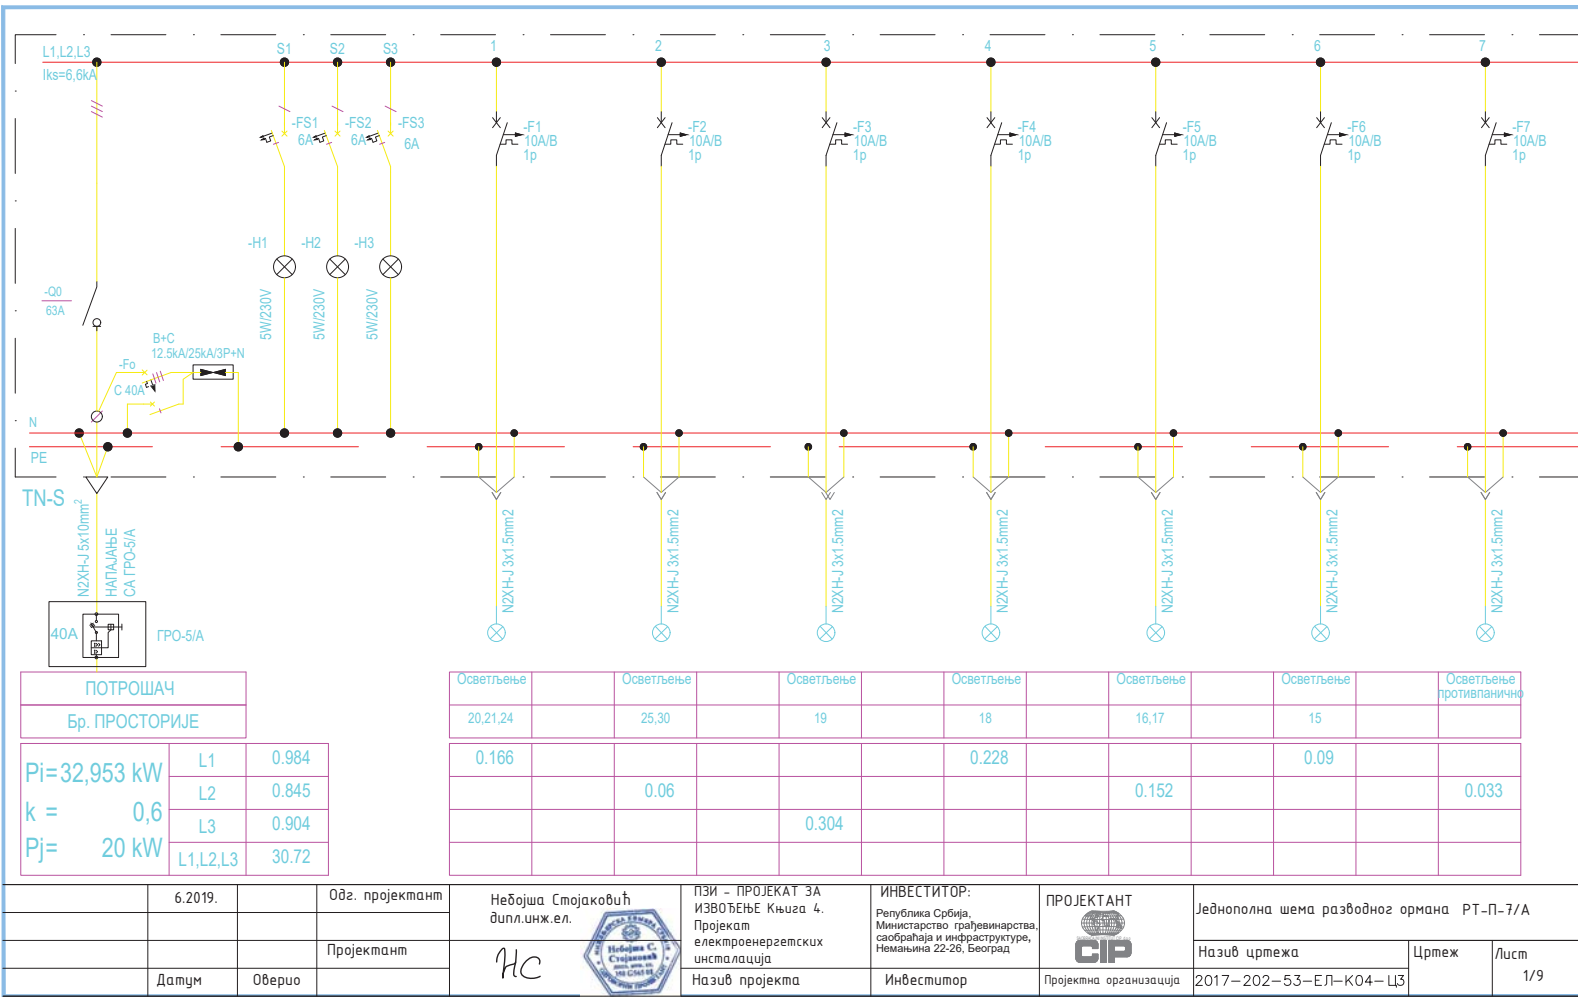 L1,L2,L3
Iks=6,6kA
S1
S2
S3
1
2
3
4
5
6
7
-FS1
6A
-FS2
6A
-FS3
6A
-F1
10A/B
1p
-F2
10A/B
1p
-F3
10A/B
1p
-F4
10A/B
1p
-F5
10A/B
1p
-F6
10A/B
1p
-F7
10A/B
1p
-H1
-H2
-H3
5W/230V
5W/230V
5W/230V
-Q0
63A
B+C
12.5kA/25kA/3P+N
-Fo
C 40A
N
PE
TN-S
N2XH-J 5x10mm²
НАПАЈАЊЕ
СА ГРО-5/А
40A
ГРО-5/А
N2XH-J 3x1.5mm2
N2XH-J 3x1.5mm2
N2XH-J 3x1.5mm2
N2XH-J 3x1.5mm2
N2XH-J 3x1.5mm2
N2XH-J 3x1.5mm2
N2XH-J 3x1.5mm2
ПОТРОШАЧ
Бр. ПРОСТОРИЈЕ
Осветљење
Осветљење
Осветљење
Осветљење
Осветљење
Осветљење
Осветљење
противпанично
20,21,24
25,30
19
18
16,17
15
Pi=32,953 kW
k = 0,6
Pj= 20 kW
L1 0.984
L2 0.845
L3 0.904
L1,L2,L3 30.72
0.166 0.228 0.09
0.06 0.152 0.033
0.304
6.2019.
Одг. пројектант
Пројектант
Датум
Оверио
Небојша Стојаковић
дипл.инж.ел.
НС
Небојша С.
Стојаковић
ПЗИ - ПРОЈЕКАТ ЗА
ИЗВОЂЕЊЕ Књига 4.
Пројекат
електроенергетских
инсталација
Назив пројекта
ИНВЕСТИТОР:
Република Србија,
Министарство грађевинарства,
саобраћаја и инфраструктуре,
Немањина 22-26, Београд
Инвеститор
ПРОЈЕКТАНТ
CIP
Пројектна организација
Једнополна шема разводног ормана РТ-П-7/А
Назив цртежа
Цртеж
Лист
2017-202-53-ЕЛ-К04-Ц3
1/9